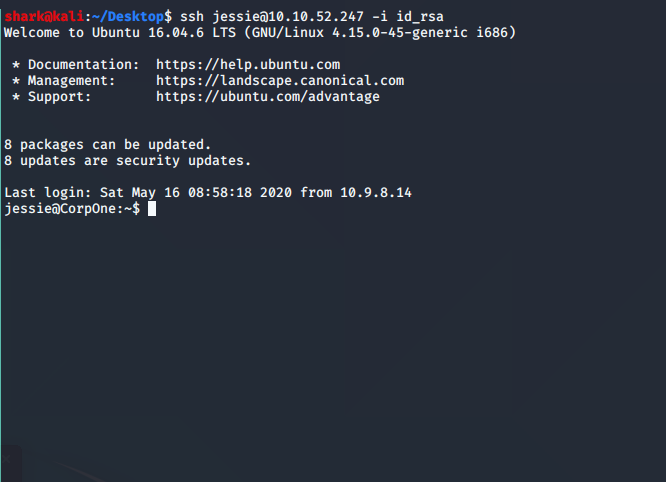 shark@kali:~/Desktop$ ssh jessie@10.10.52.247 -i id_rsa
Welcome to Ubuntu 16.04.6 LTS (GNU/Linux 4.15.0-45-generic i686)
* Documentation:  https://help.ubuntu.com
* Management:     https://landscape.canonical.com
* Support:        https://ubuntu.com/advantage
8 packages can be updated.
8 updates are security updates.
Last login: Sat May 16 08:58:18 2020 from 10.9.8.14
jessie@CorpOne:~$